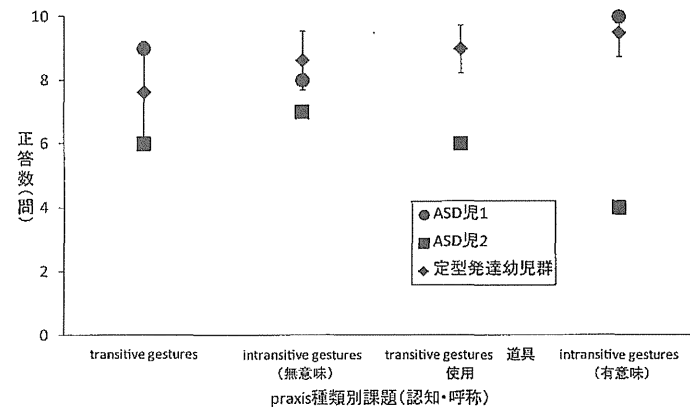 10
8
6
4
2
0
正答数(問)
ASD児1
ASD児2
定型発達幼児群
transitive gestures
intransitive gestures
(無意味)
transitive gestures 道具
使用
intransitive gestures
(有意味)
praxis種類別課題(認知・呼称)